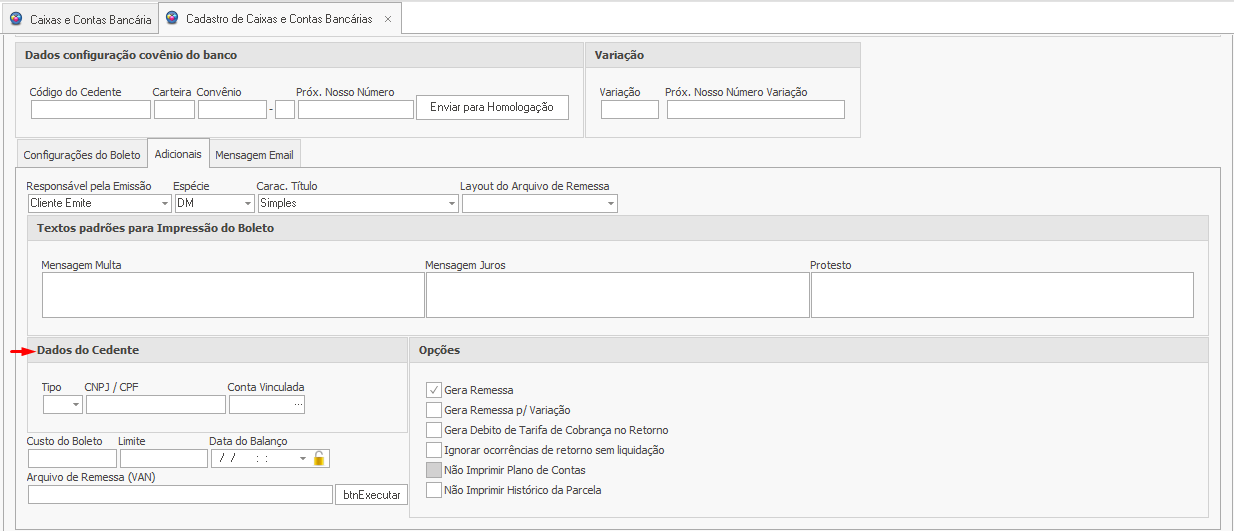 Caixas e Contas Bancária
Cadastro de Caixas e Contas Bancárias
Dados configuração covênio do banco
Variação
Código do Cedente Carteira Convênio Próx. Nosso Número
- Enviar para Homologação
Variação Próx. Nosso Número Variação
Configurações do Boleto Adicionais Mensagem Email
Responsável pela Emissão Espécie Carac. Título Layout do Arquivo de Remessa
Cliente Emite DM Simples
Textos padrões para Impressão do Boleto
Mensagem Multa Mensagem Juros Protesto
Dados do Cedente
Tipo CNPJ / CPF Conta Vinculada
...
Custo do Boleto Limite Data do Balanço
/ / : :
Arquivo de Remessa (VAN)
btnExecutar
Opções
Gera Remessa
Gera Remessa p/ Variação
Gera Debito de Tarifa de Cobrança no Retorno
Ignorar ocorrências de retorno sem liquidação
Não Imprimir Plano de Contas
Não Imprimir Histórico da Parcela